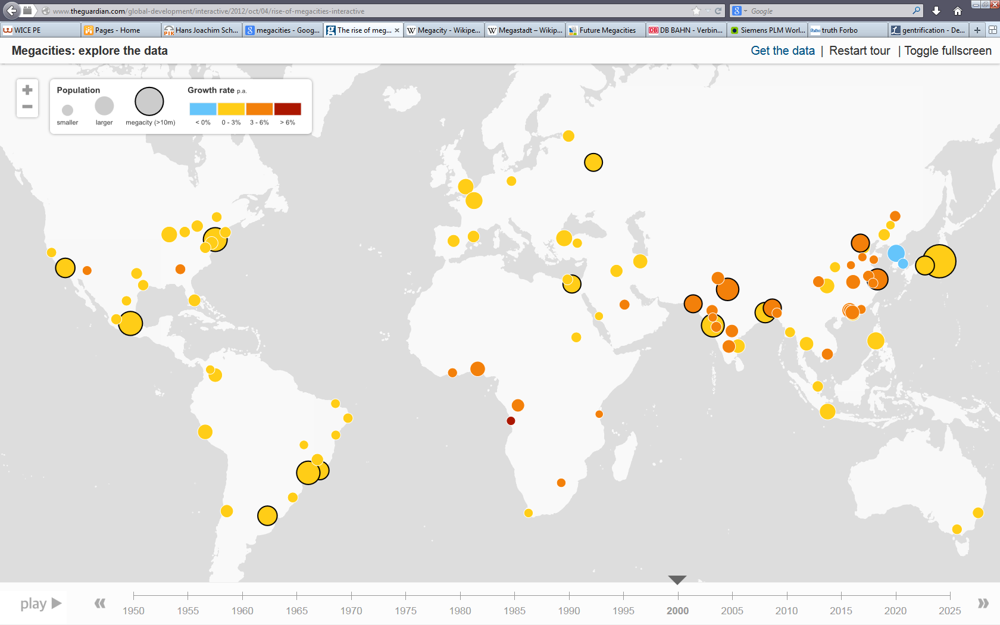 www.theguardian.com/global-development/interactive/2012/oct/04/rise-of-megacities-interactive
Google
WICE PE
Pages - Home
Hans Joachim Sch...
megacities - Goog...
The rise of meg...
Megacity - Wikipe...
Megastadt – Wikip...
Future Megacities
DB BAHN - Verbin...
Siemens PLM Worl...
truth Forbo
gentrification - De...
Megacities: explore the data
Get the data | Restart tour | Toggle fullscreen
Population
smaller
larger
megacity (>10m)
Growth rate p.a.
< 0%
0 - 3%
3 - 6%
> 6%
play
1950
1955
1960
1965
1970
1975
1980
1985
1990
1995
2000
2005
2010
2015
2020
2025